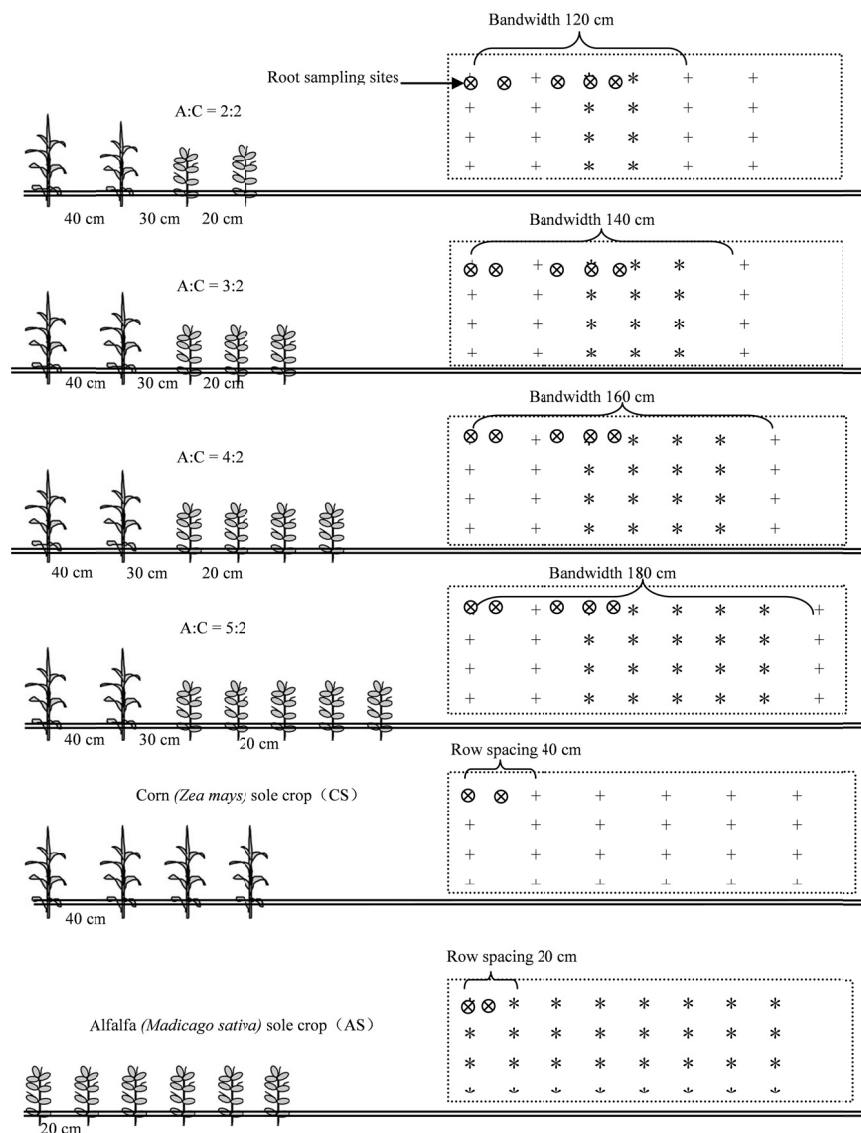 Bandwidth 120 cm
Root sampling sites
A:C = 2:2
40 cm 30 cm 20 cm
Bandwidth 140 cm
A:C = 3:2
40 cm 30 cm 20 cm
Bandwidth 160 cm
A:C = 4:2
40 cm 30 cm 20 cm
Bandwidth 180 cm
A:C = 5:2
40 cm 30 cm 20 cm
Row spacing 40 cm
Corn (Zea mays) sole crop（CS）
40 cm
Row spacing 20 cm
Alfalfa (Madicago sativa) sole crop（AS）
20 cm